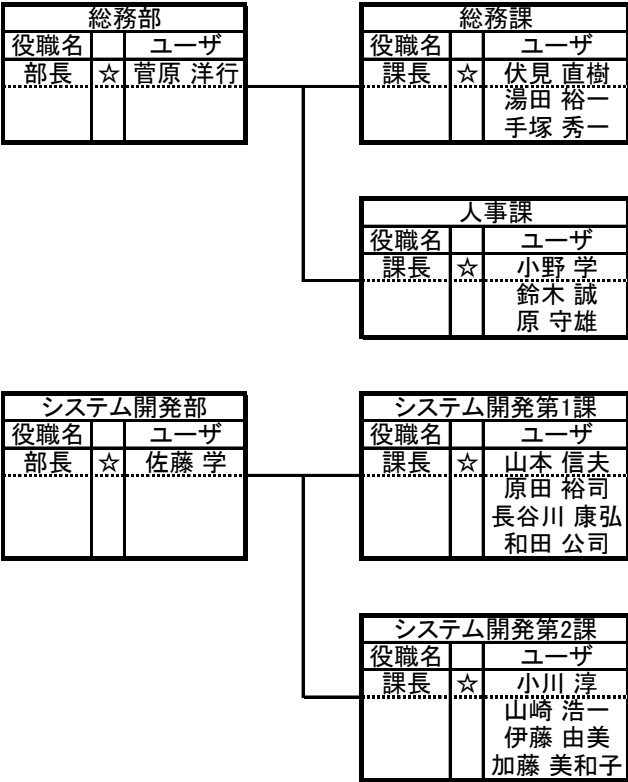 総務部
役職名 ユーザ
部長 ☆ 菅原 洋行
総務課
役職名 ユーザ
課長 ☆ 伏見 直樹
湯田 裕一
手塚 秀一
人事課
役職名 ユーザ
課長 ☆ 小野 学
鈴木 誠
原 守雄
システム開発部
役職名 ユーザ
部長 ☆ 佐藤 学
システム開発第1課
役職名 ユーザ
課長 ☆ 山本 信夫
原田 裕司
長谷川 康弘
和田 公司
システム開発第2課
役職名 ユーザ
課長 ☆ 小川 淳
山崎 浩一
伊藤 由美
加藤 美和子